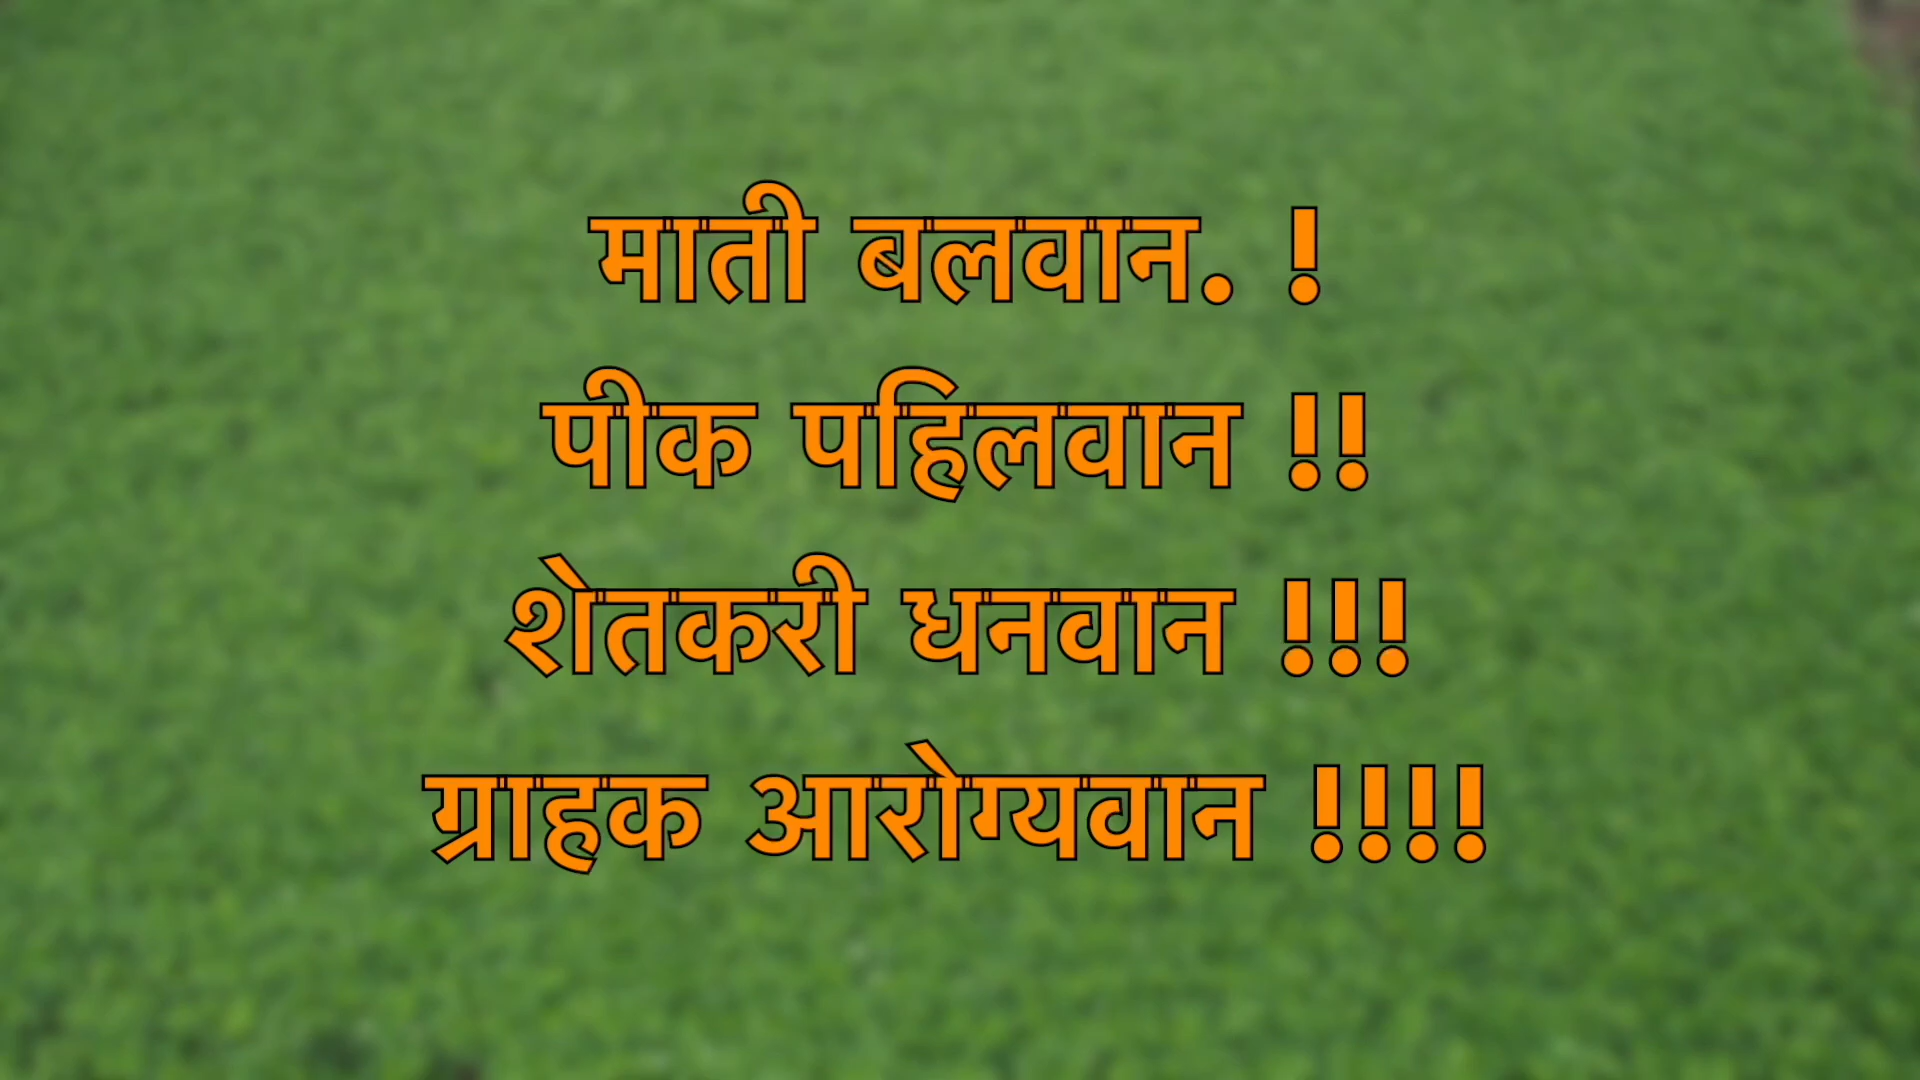 माती बलवान. !
पीक पहिलवान !!
शेतकरी धनवान !!!
ग्राहक आरोग्यवान !!!!